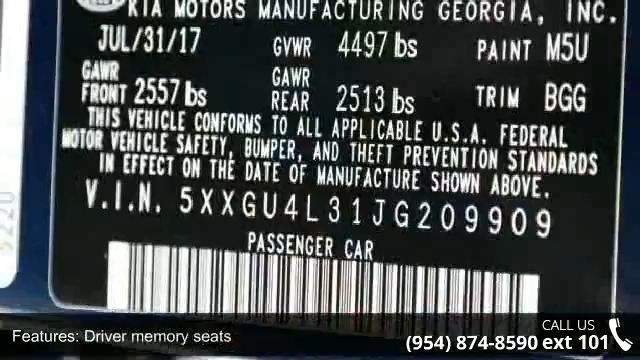 KIA MOTORS MANUFACTURING GEORGIA, INC.
JUL/31/17 GVWR 4497 lbs PAINT M5U
GAWR FRONT 2557 lbs GAWR REAR 2513 lbs TRIM BGG
THIS VEHICLE CONFORMS TO ALL APPLICABLE U.S.A. FEDERAL
MOTOR VEHICLE SAFETY, BUMPER, AND THEFT PREVENTION STANDARDS
IN EFFECT ON THE DATE OF MANUFACTURE SHOWN ABOVE.
V.I.N. 5XXGU4L31JG209909
PASSENGER CAR
Features: Driver memory seats
CALL US
(954) 874-8590 ext 101